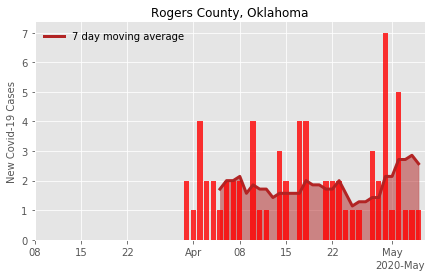 Rogers County, Oklahoma
7 day moving average
New Covid-19 Cases
7
6
5
4
3
2
1
0
08 15 22 Apr 08 15 22 May
2020-May